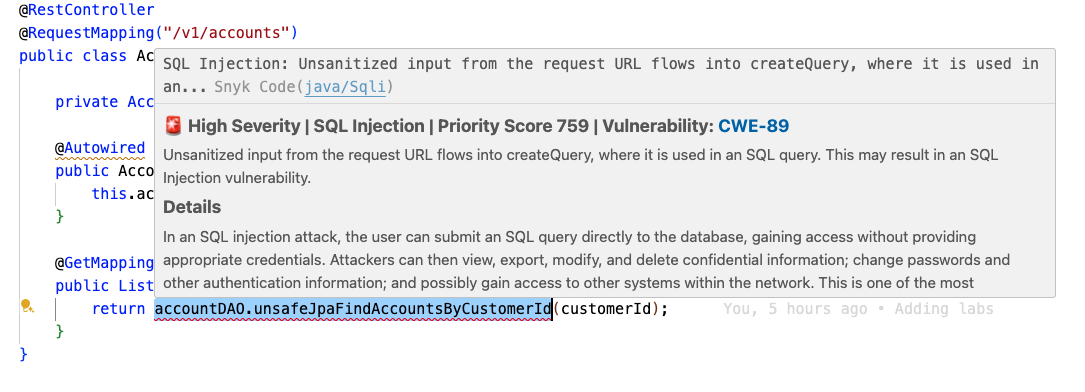 @RestController
@RequestMapping("/v1/accounts")
public class Ac
SQL Injection: Unsanitized input from the request URL flows into createQuery, where it is used in
an... Snyk Code(java/Sqli)
private Acc
🚨 High Severity | SQL Injection | Priority Score 759 | Vulnerability: CWE-89
@Autowired
Unsanitized input from the request URL flows into createQuery, where it is used in an SQL query. This may result in an SQL
public Acco
Injection vulnerability.
this.ac
Details
}
In an SQL injection attack, the user can submit an SQL query directly to the database, gaining access without providing
@GetMapping
appropriate credentials. Attackers can then view, export, modify, and delete confidential information; change passwords and
public List
other authentication information; and possibly gain access to other systems within the network. This is one of the most
return accountDAO.unsafeJpaFindAccountsByCustomerId(customerId); You, 5 hours ago • Adding labs
}
}